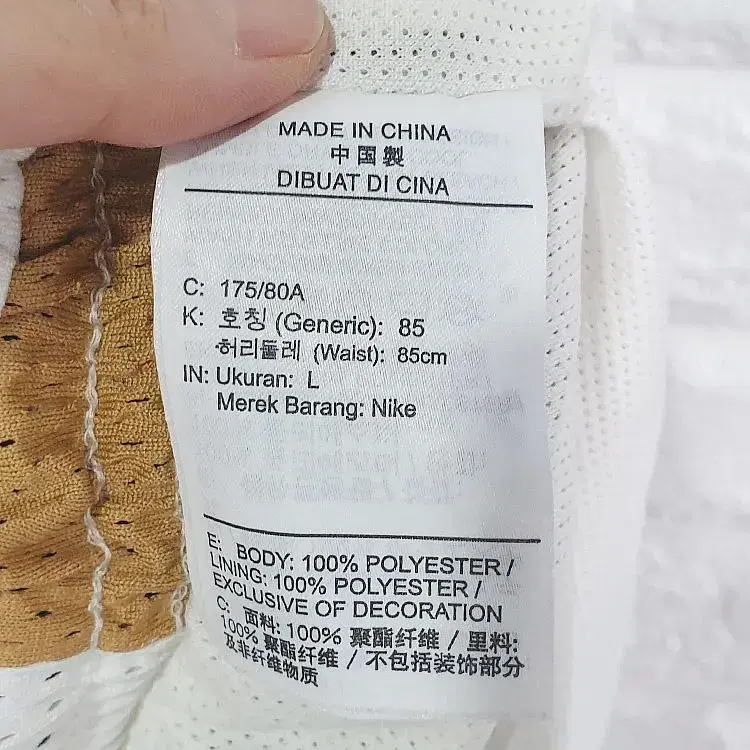 MADE IN CHINA
中国製
DIBUAT DI CINA
C: 175/80A
K: 호칭 (Generic): 85
허리둘레 (Waist): 85cm
IN: Ukuran: L
Merek Barang: Nike
E: BODY: 100% POLYESTER /
LINING: 100% POLYESTER /
EXCLUSIVE OF DECORATION
C: 面料: 100% 聚酯纤维 / 里料:
100% 聚酯纤维 / 不包括装饰部分
及非纤维物质